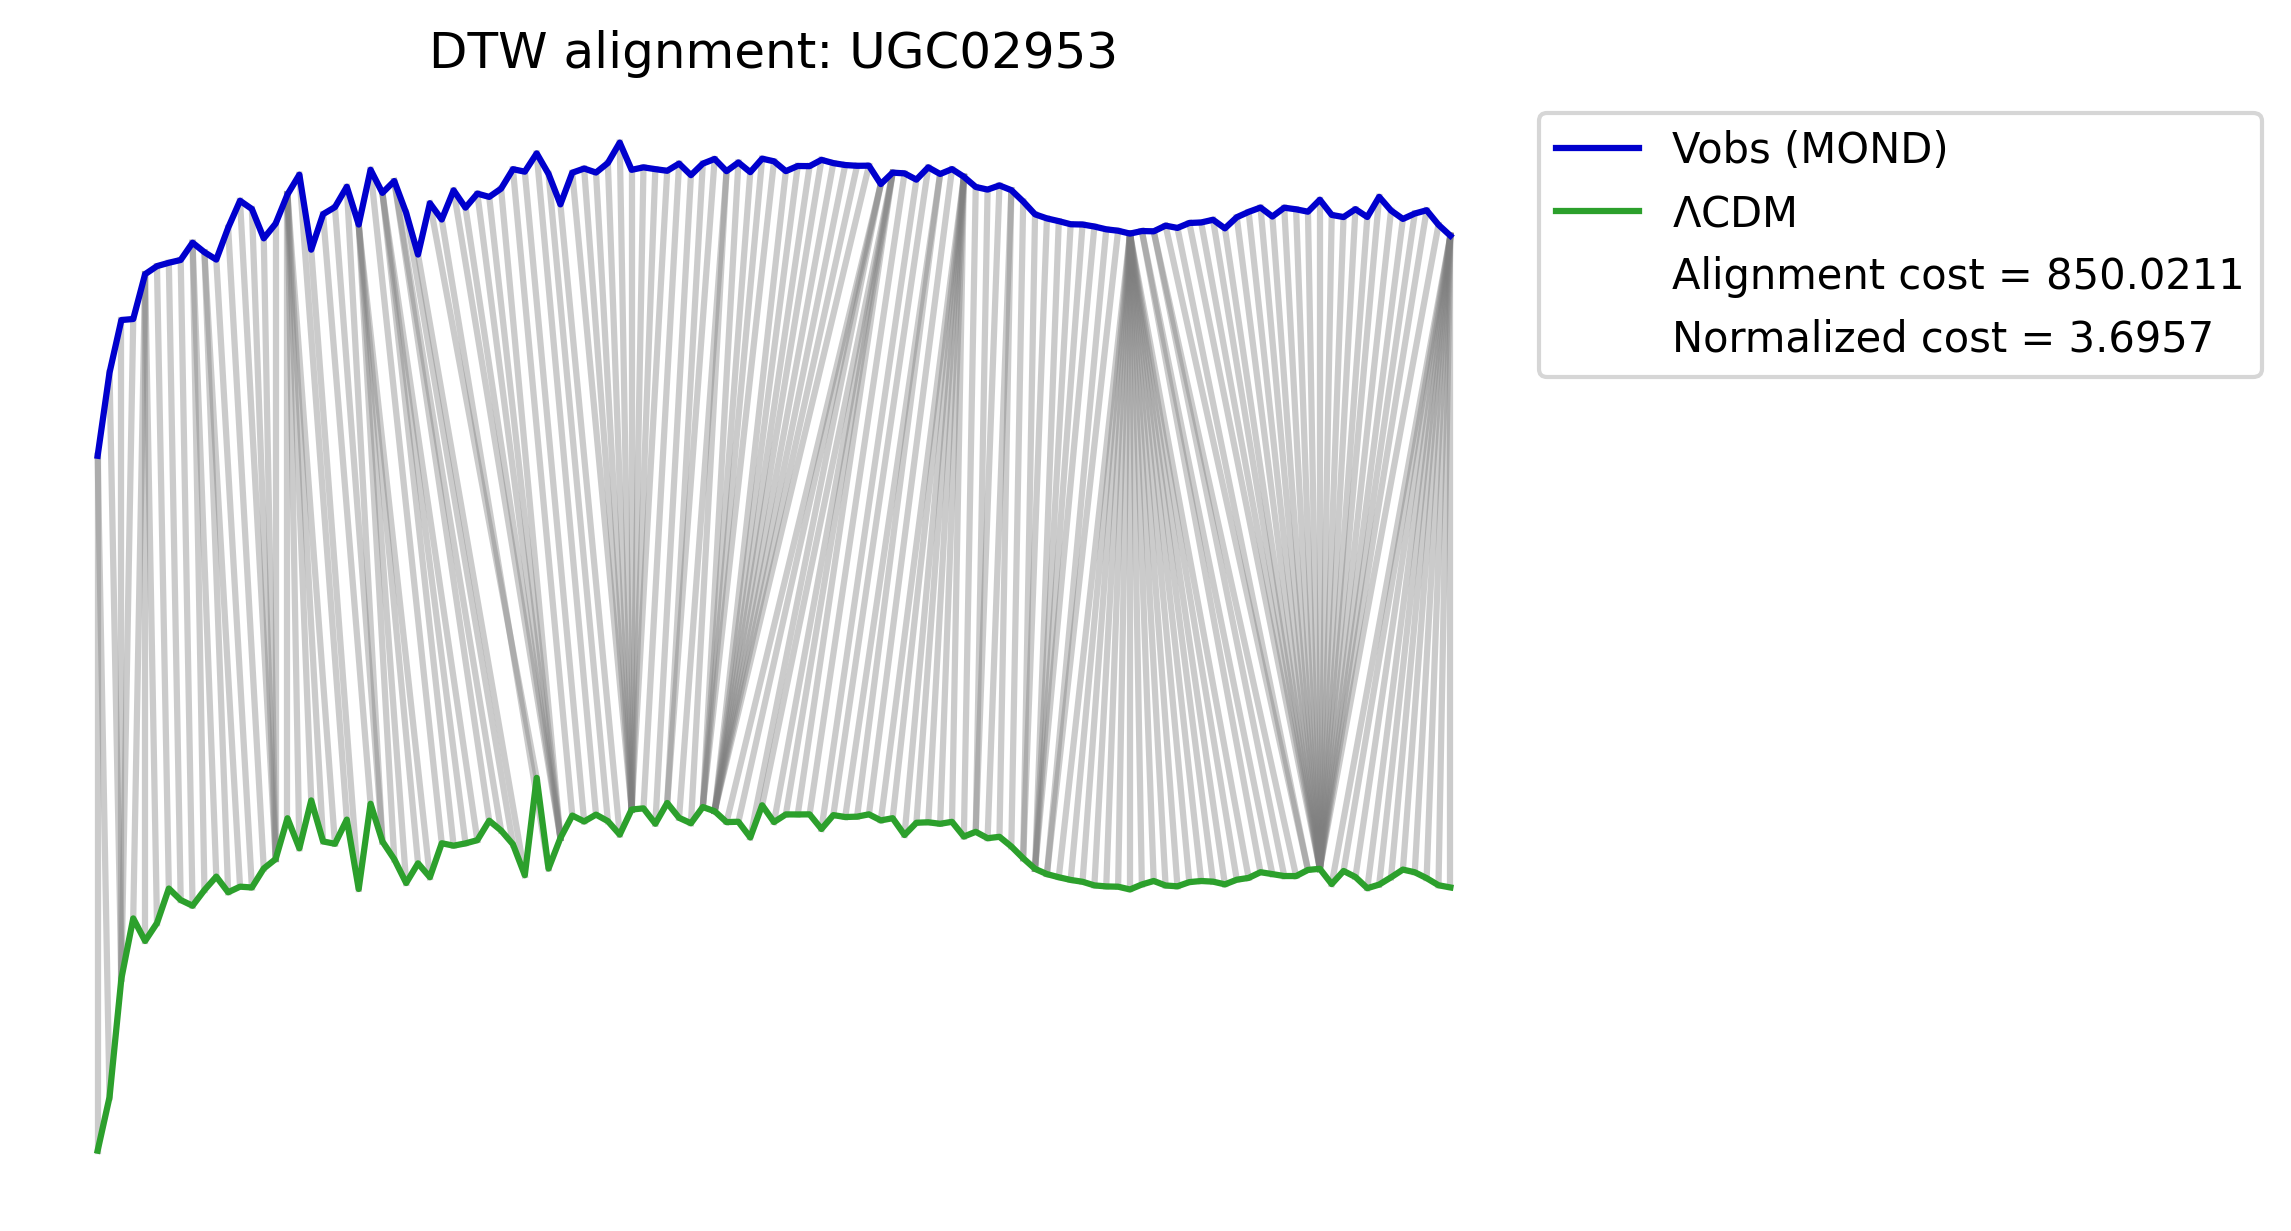 DTW alignment: UGC02953
Vobs (MOND)
ΛCDM
Alignment cost = 850.0211
Normalized cost = 3.6957